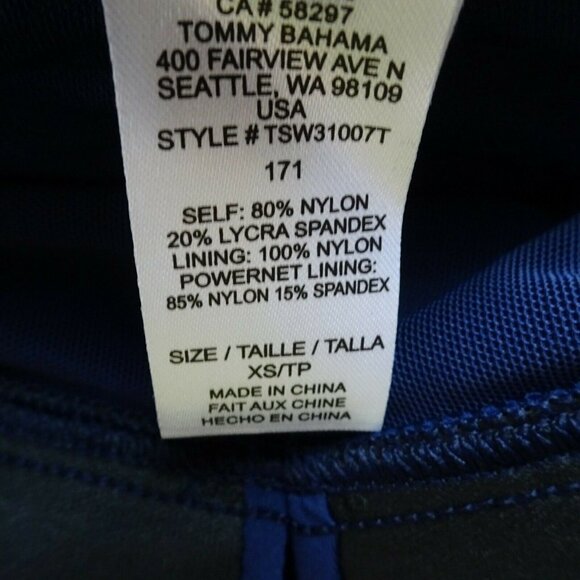 CA # 58297
TOMMY BAHAMA
400 FAIRVIEW AVE N
SEATTLE, WA 98109
USA
STYLE # TSW31007T
171
SELF: 80% NYLON
20% LYCRA SPANDEX
LINING: 100% NYLON
POWERNET LINING:
85% NYLON 15% SPANDEX
SIZE / TAILLE / TALLA
XS/TP
MADE IN CHINA
FAIT AUX CHINE
HECHO EN CHINA